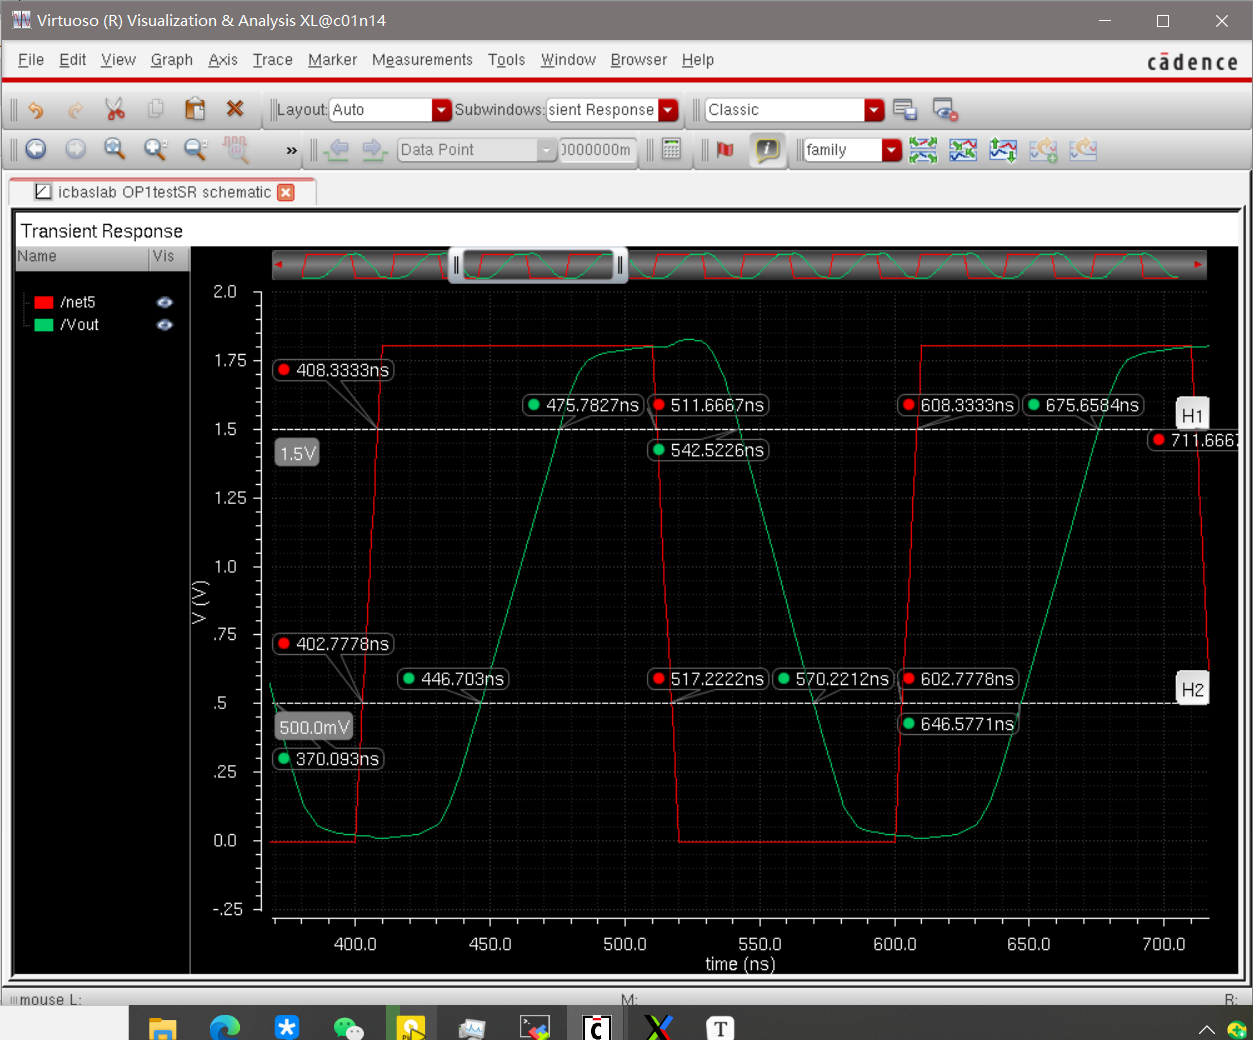 Virtuoso (R) Visualization & Analysis XL@c01n14
File Edit View Graph Axis Trace Marker Measurements Tools Window Browser Help
cādence
Layout: Auto Subwindows: sient Response Classic
» Data Point 0000000m family
icbaslab OP1testSR schematic
Transient Response
Name Vis
/net5
/Vout
2.0
1.75
1.5
1.25
1.0
.75
.5
.25
0.0
-.25
V (V)
408.3333ns
475.7827ns 511.6667ns 608.3333ns 675.6584ns
H1
711.6667
1.5V
542.5226ns
402.7778ns
446.703ns 517.2222ns 570.2212ns 602.7778ns
H2
500.0mV
646.5771ns
370.093ns
400.0 450.0 500.0 550.0 600.0 650.0 700.0
time (ns)
mouse L: M: R: